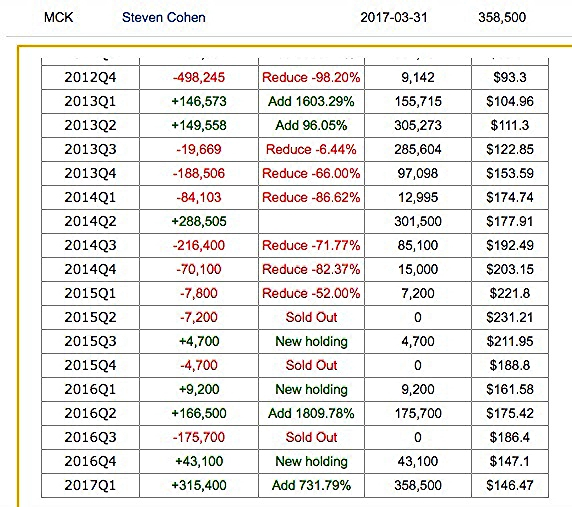 MCK Steven Cohen 2017-03-31 358,500
2012Q4 -498,245 Reduce -98.20% 9,142 $93.3
2013Q1 +146,573 Add 1603.29% 155,715 $104.96
2013Q2 +149,558 Add 96.05% 305,273 $111.3
2013Q3 -19,669 Reduce -6.44% 285,604 $122.85
2013Q4 -188,506 Reduce -66.00% 97,098 $153.59
2014Q1 -84,103 Reduce -86.62% 12,995 $174.74
2014Q2 +288,505 301,500 $177.91
2014Q3 -216,400 Reduce -71.77% 85,100 $192.49
2014Q4 -70,100 Reduce -82.37% 15,000 $203.15
2015Q1 -7,800 Reduce -52.00% 7,200 $221.8
2015Q2 -7,200 Sold Out 0 $231.21
2015Q3 +4,700 New holding 4,700 $211.95
2015Q4 -4,700 Sold Out 0 $188.8
2016Q1 +9,200 New holding 9,200 $161.58
2016Q2 +166,500 Add 1809.78% 175,700 $175.42
2016Q3 -175,700 Sold Out 0 $186.4
2016Q4 +43,100 New holding 43,100 $147.1
2017Q1 +315,400 Add 731.79% 358,500 $146.47